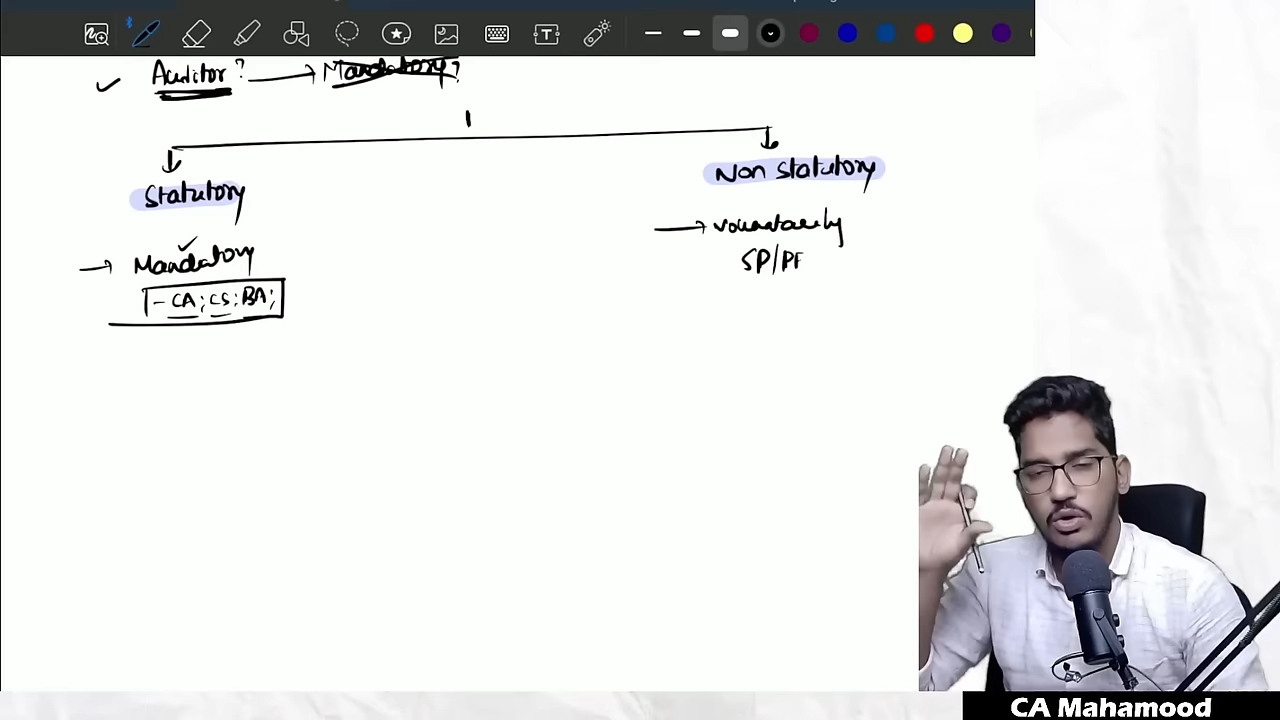 Auditor? → Mandatory?
Statutory
Non Statutory
→ Mandatory
→ voluntarily
- CA; CS; BA;
SP/PF
CA Mahamood